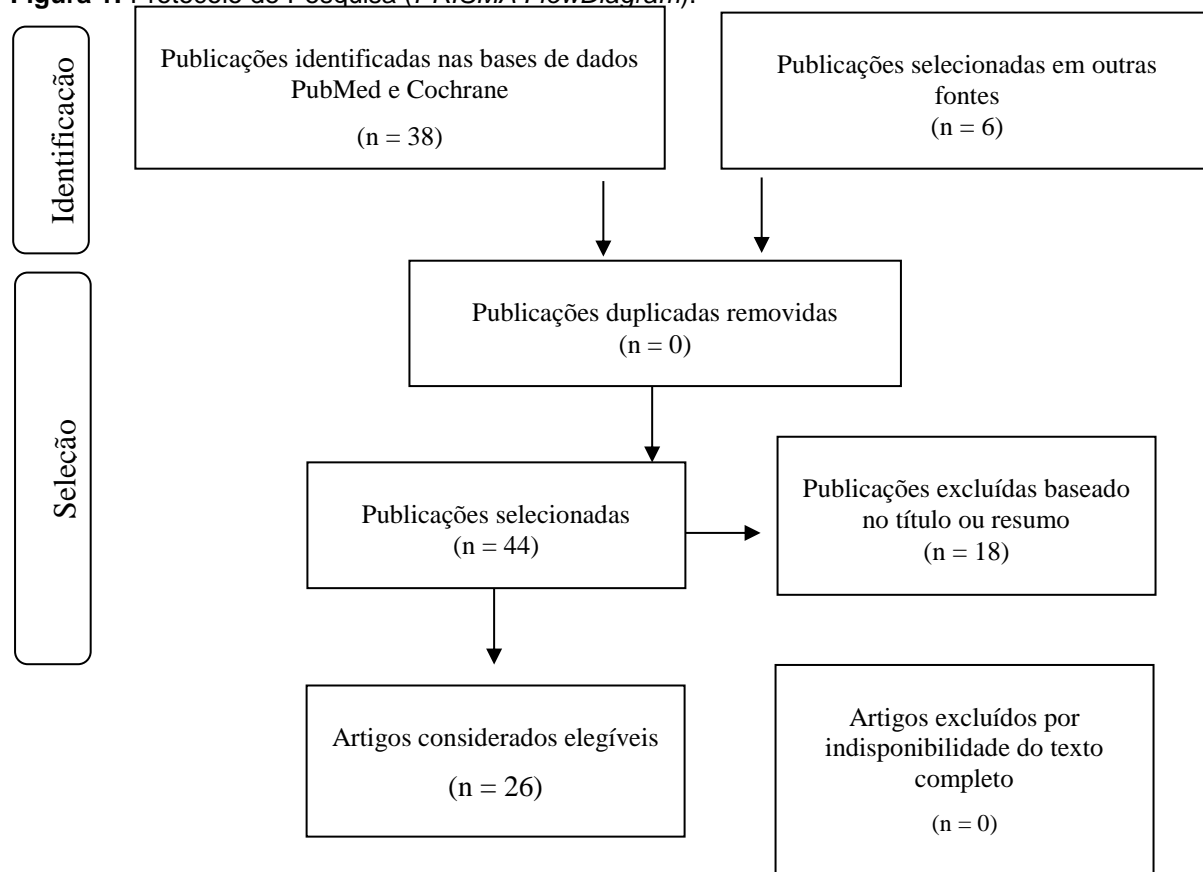 Figura 1. Protocolo de Pesquisa (PRISMA FlowDiagram).
Identificação
Publicações identificadas nas bases de dados
PubMed e Cochrane
(n = 38)
Publicações selecionadas em outras
fontes
(n = 6)
Publicações duplicadas removidas
(n = 0)
Seleção
Publicações selecionadas
(n = 44)
Publicações excluídas baseado
no título ou resumo
(n = 18)
Artigos considerados elegíveis
(n = 26)
Artigos excluídos por
indisponibilidade do texto
completo
(n = 0)